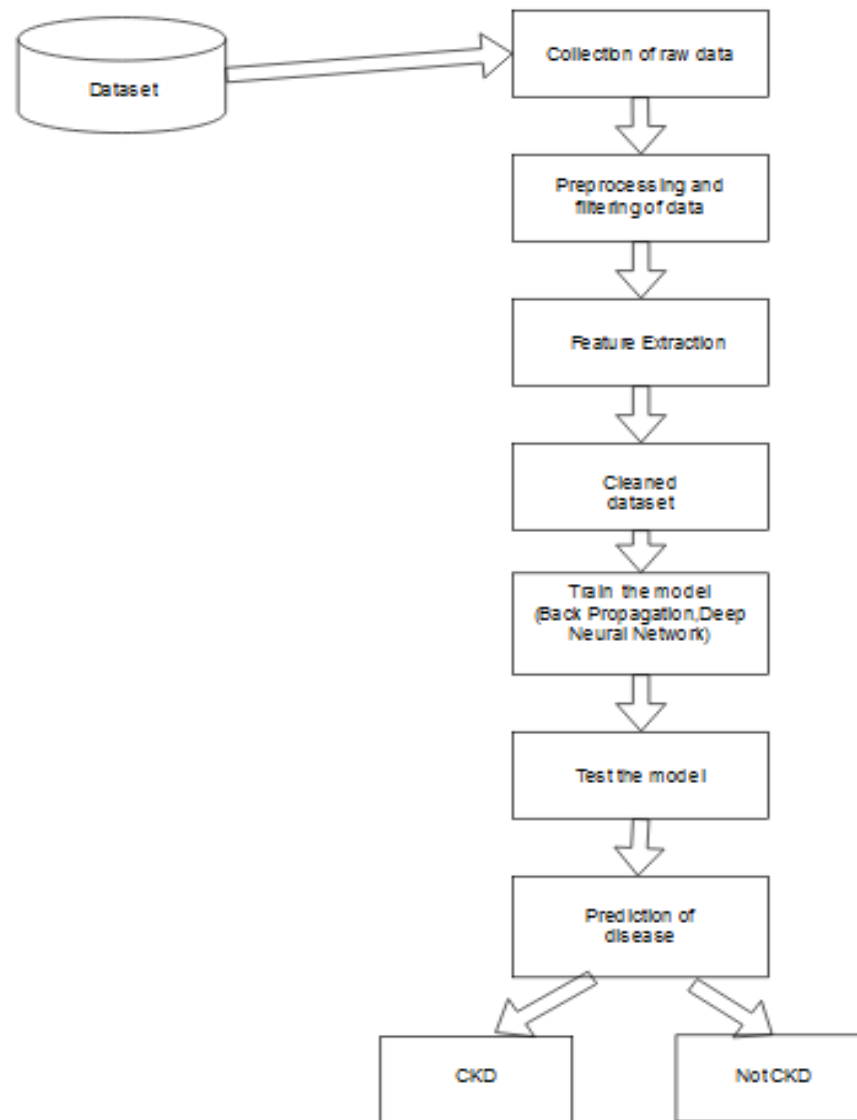 Dataset
Collection of raw data
Preprocessing and
filtering of data
Feature Extraction
Cleaned
dataset
Train the model
(Back Propagation,Deep
Neural Network)
Test the model
Prediction of
disease
CKD
Not CKD